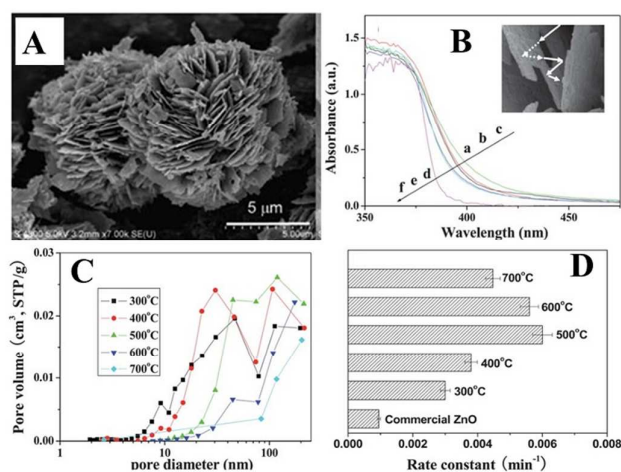 A
5 μm
5.00um
B
Absorbance (a.u.)
1.5
1.0
0.5
0.0
a b c
f e d
350
400
450
Wavelength (nm)
C
Pore volume (cm3, STP/g)
0.03
0.02
0.01
0.00
300°C
400°C
500°C
600°C
700°C
1
10
100
pore diameter (nm)
D
700°C
600°C
500°C
400°C
300°C
Commercial ZnO
0.000
0.002
0.004
0.006
0.008
Rate constant (min-1)